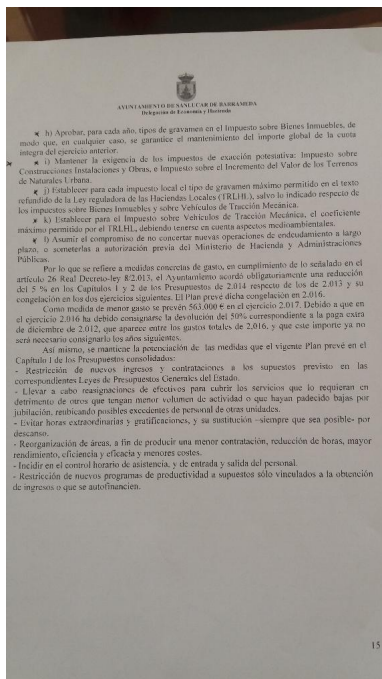 AYUNTAMIENTO DE SANLUCAR DE BARRAMEDA
Delegación de Economía y Hacienda
h) Aprobar, para cada año, tipos de gravamen en el Impuesto sobre Bienes Inmuebles, de
modo que, en cualquier caso, se garantice el mantenimiento del importe global de la cuota
íntegra del ejercicio anterior.
i) Mantener la exigencia de los impuestos de exacción potestativa: Impuesto sobre
Construcciones Instalaciones y Obras, e Impuesto sobre el Incremento del Valor de los Terrenos
de Naturales Urbana.
j) Establecer para cada impuesto local el tipo de gravamen máximo permitido en el texto
refundido de la Ley reguladora de las Haciendas Locales (TRLHL), salvo lo indicado respecto de
los impuestos sobre Bienes Inmuebles y sobre Vehículos de Tracción Mecánica.
k) Establecer para el Impuesto sobre Vehículos de Tracción Mecánica, el coeficiente
máximo permitido por el TRLHL, debiendo tenerse en cuenta aspectos medioambientales.
l) Asumir el compromiso de no concertar nuevas operaciones de endeudamiento a largo
plazo, o someterlas a autorización previa del Ministerio de Hacienda y Administraciones
Públicas.
Por lo que se refiere a medidas concretas de gasto, en cumplimiento de lo señalado en el
artículo 26 Real Decreto-ley 8/2.013, el Ayuntamiento acordó obligatoriamente una reducción
del 5 % en los Capítulos 1 y 2 de los Presupuestos de 2.014 respecto de los de 2.013 y su
congelación en los dos ejercicios siguientes. El Plan prevé dicha congelación en 2.016.
Como medida de menor gasto se prevén 563.000 € en el ejercicio 2.017. Debido a que en
el ejercicio 2.016 ha debido consignarse la devolución del 50% correspondiente a la paga extra
de diciembre de 2.012, que aparece entre los gastos totales de 2.016, y que este importe ya no
será necesario consignarlo los años siguientes.
Así mismo, se mantiene la potenciación de las medidas que el vigente Plan prevé en el
Capítulo 1 de los Presupuestos consolidados:
- Restricción de nuevos ingresos y contrataciones a los supuestos previsto en las
correspondientes Leyes de Presupuestos Generales del Estado.
- Llevar a cabo reasignaciones de efectivos para cubrir los servicios que lo requieran en
detrimento de otros que tengan menor volumen de actividad o que hayan padecido bajas por
jubilación, reubicando posibles excedentes de personal de otras unidades.
- Evitar horas extraordinarias y gratificaciones, y su sustitución –siempre que sea posible- por
descanso.
- Reorganización de áreas, a fin de producir una menor contratación, reducción de horas, mayor
rendimiento, eficiencia y eficacia y menores costes.
- Incidir en el control horario de asistencia, y de entrada y salida del personal.
- Restricción de nuevos programas de productividad a supuestos sólo vinculados a la obtención
de ingresos o que se autofinancien.
15